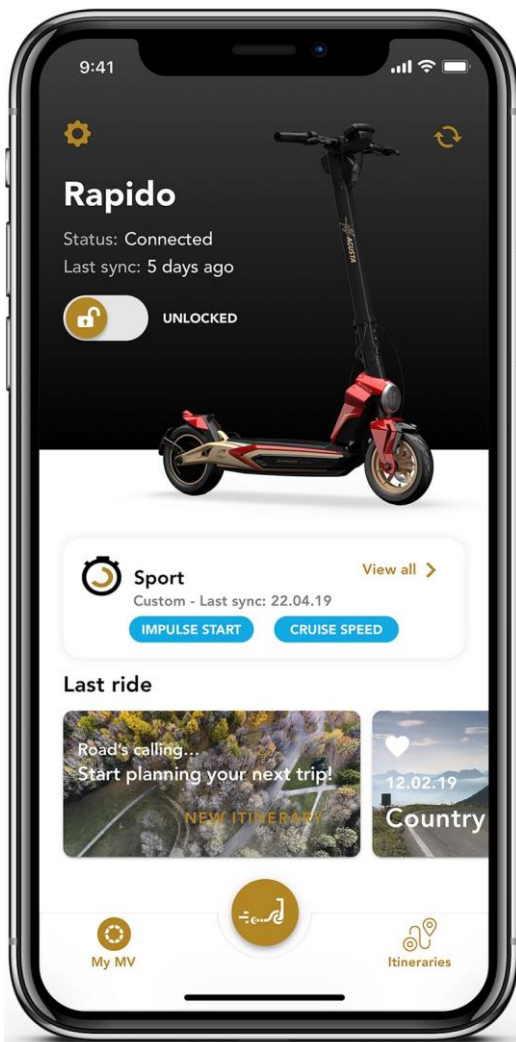 9:41
Rapido
Status: Connected
Last sync: 5 days ago
UNLOCKED
AGUSTA
RAPIDO
Sport
View all
Custom - Last sync: 22.04.19
IMPULSE START
CRUISE SPEED
Last ride
Road's calling...
Start planning your next trip!
NEW ITINERARY
12.02.19
Country
My MV
Itineraries